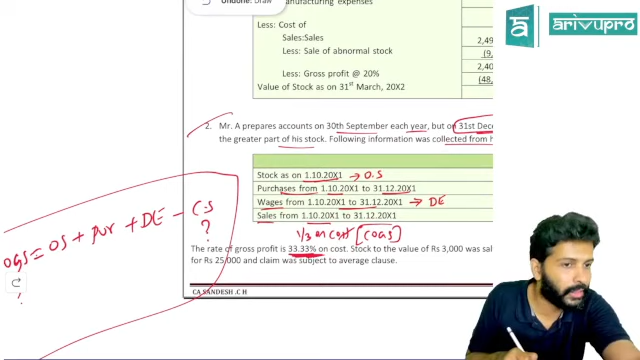 Undone: Draw
anufacturing expenses
Less: Cost of
Sales:Sales
2,49
Less: Sale of abnormal stock
(9,
2,40
Less: Gross profit @ 20%
(48,
Value of Stock as on 31st March, 20X2
arivupro
2. Mr. A prepares accounts on 30th September each year, but on 31st Dece
the greater part of his stock. Following information was collected from
Stock as on 1.10.20X1 → O.S
Purchases from 1.10.20X1 to 31.12.20X1
Wages from 1.10.20X1 to 31.12.20X1 → DE
Sales from 1.10.20X1 to 31.12.20X1
1/3 on cost [COGS]
OGS = OS + Pur + DE - CS
?
?
The rate of gross profit is 33.33% on cost. Stock to the value of Rs 3,000 was sal
for Rs 25,000 and claim was subject to average clause.
CA SANDESH .C H